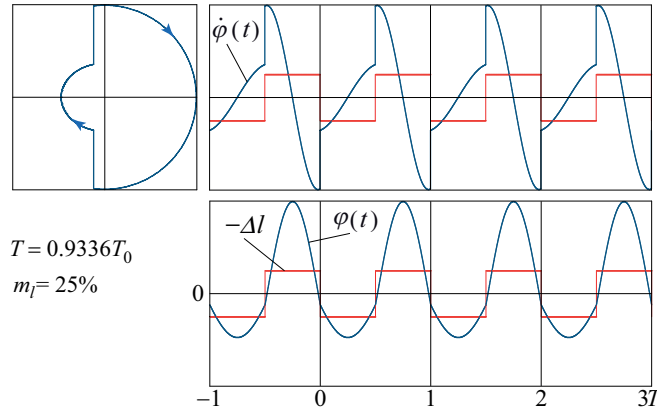 φ̇(t)
−Δl
φ(t)
T = 0.9336T₀
mₗ = 25%
0
−1 0 1 2 3T